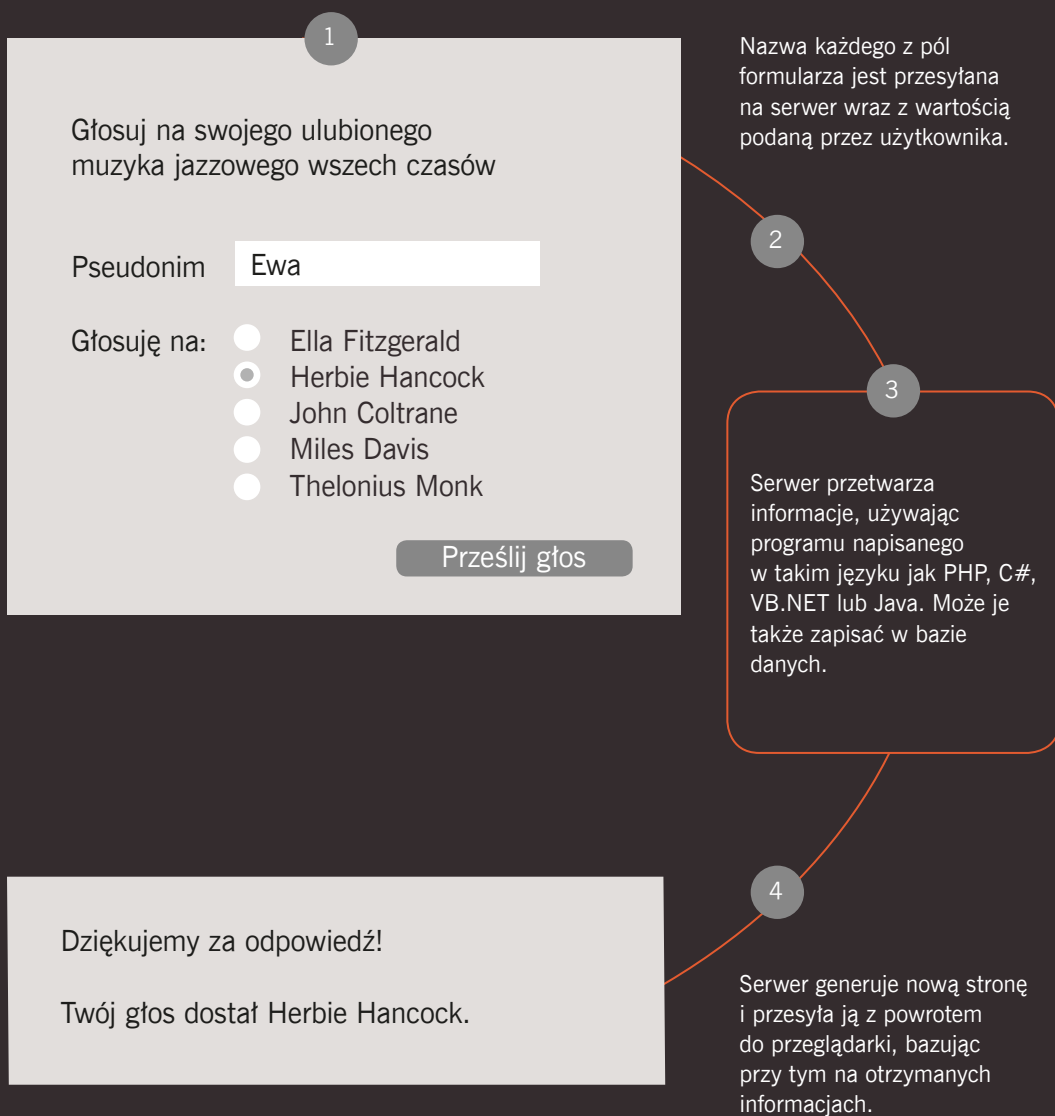 1
Głosuj na swojego ulubionego
muzyka jazzowego wszech czasów
Pseudonim Ewa
Głosuję na: Ella Fitzgerald
Herbie Hancock
John Coltrane
Miles Davis
Thelonius Monk
Prześlij głos
Nazwa każdego z pól
formularza jest przesyłana
na serwer wraz z wartością
podaną przez użytkownika.
2
3
Serwer przetwarza
informacje, używając
programu napisanego
w takim języku jak PHP, C#,
VB.NET lub Java. Może je
także zapisać w bazie
danych.
4
Serwer generuje nową stronę
i przesyła ją z powrotem
do przeglądarki, bazując
przy tym na otrzymanych
informacjach.
Dziękujemy za odpowiedź!
Twój głos dostał Herbie Hancock.